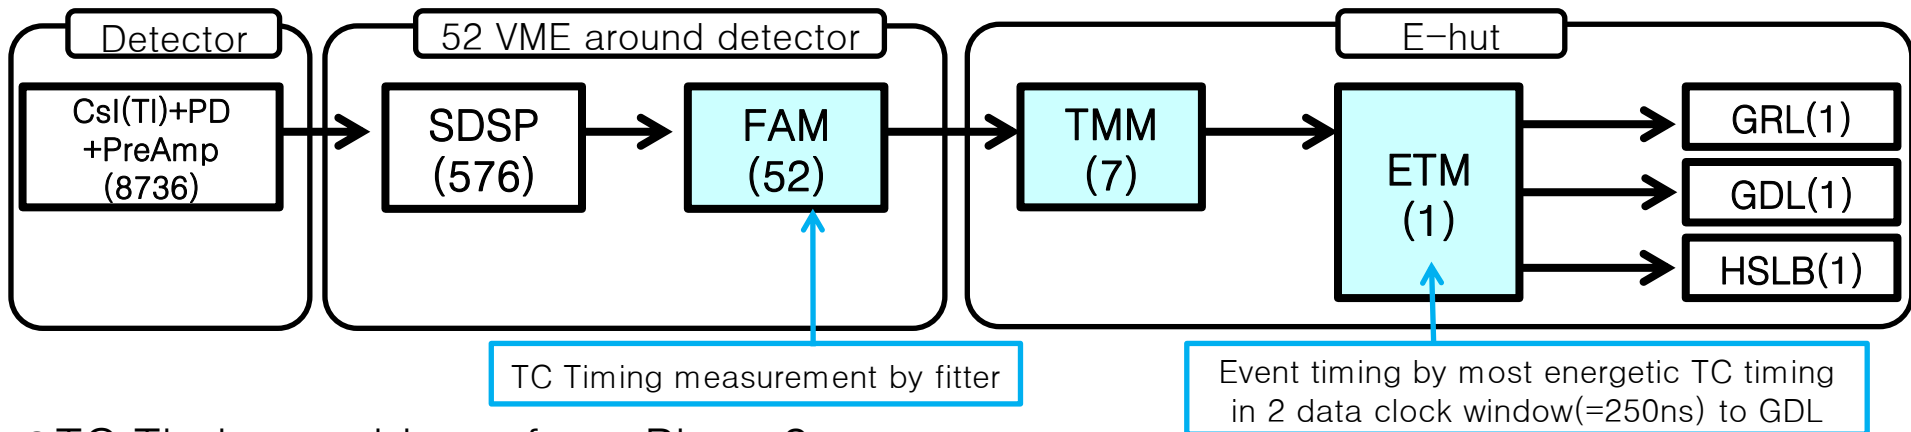 Detector
52 VME around detector
E-hut
CsI(Tl)+PD
+PreAmp
(8736)
SDSP
(576)
FAM
(52)
TMM
(7)
ETM
(1)
GRL(1)
GDL(1)
HSLB(1)
TC Timing measurement by fitter
Event timing by most energetic TC timing
in 2 data clock window(=250ns) to GDL